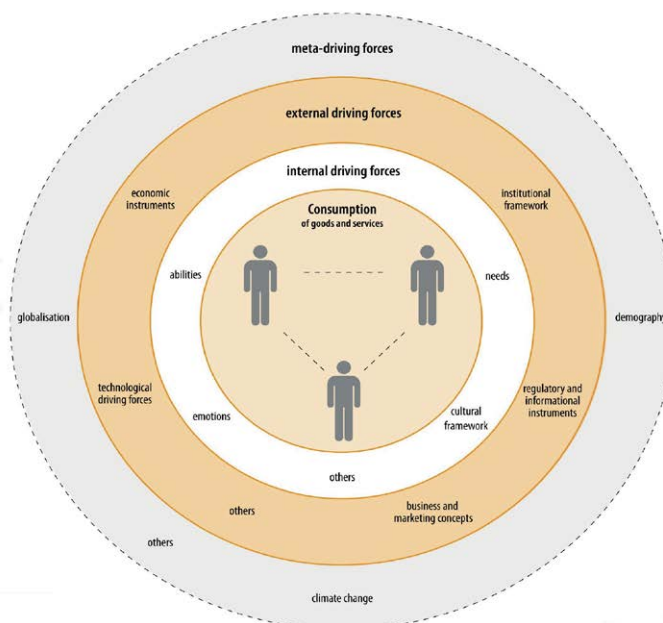 meta-driving forces
external driving forces
internal driving forces
Consumption
of goods and services
economic
instruments
institutional
framework
abilities
needs
globalisation
demography
technological
driving forces
regulatory and
informational
instruments
emotions
cultural
framework
others
others
business and
marketing concepts
others
climate change